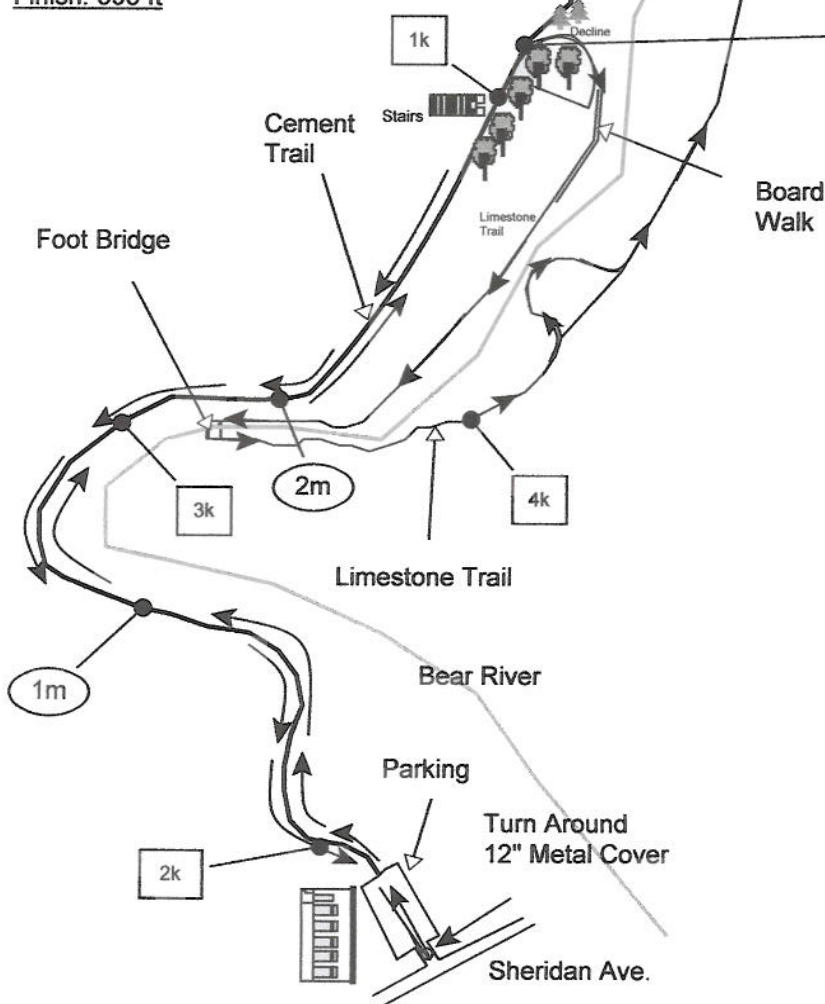 Decline
1k
Stairs
Cement
Trail
Board
Walk
Limestone
Trail
Foot Bridge
2m
3k
4k
Limestone Trail
1m
Bear River
Parking
Turn Around
12" Metal Cover
2k
Sheridan Ave.